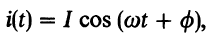 i(t) = I cos (ωt + ϕ),